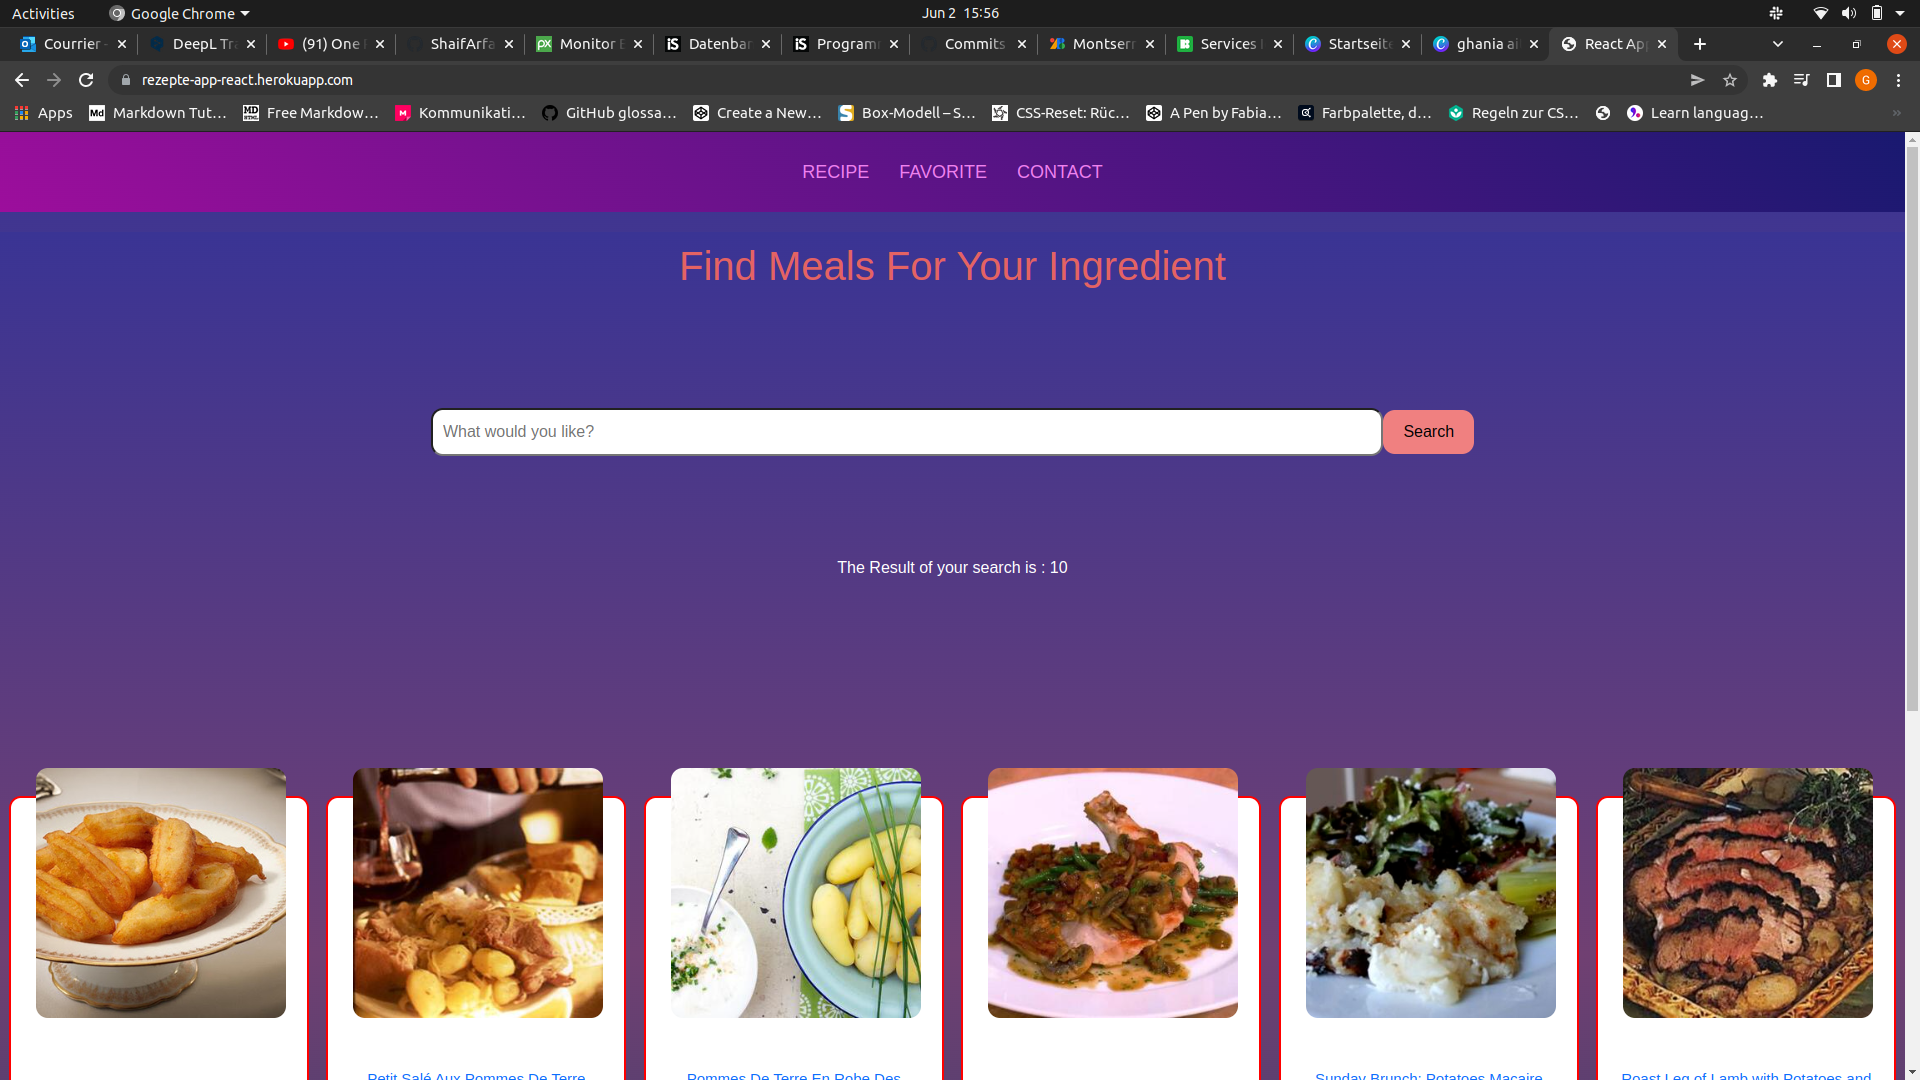 Activities
Google Chrome
Jun 2 15:56
Courrier -
DeepL Tra
(91) One
ShaifArfa
Monitor
Datenban
Programm
Commits
Montserr
Services
Startseite
ghania ai
React App
rezepte-app-react.herokuapp.com
G
Apps
Markdown Tut...
Free Markdow...
Kommunikati...
GitHub glossa...
Create a New...
Box-Modell – S...
CSS-Reset: Rüc...
A Pen by Fabia...
Farbpalette, d...
Regeln zur CS...
Learn languag...
RECIPE
FAVORITE
CONTACT
Find Meals For Your Ingredient
What would you like?
Search
The Result of your search is : 10
Petit Salé Aux Pommes De Terre
Pommes De Terre En Robe Des
Sunday Brunch: Potatoes Macaire
Roast Leg of Lamb with Potatoes and